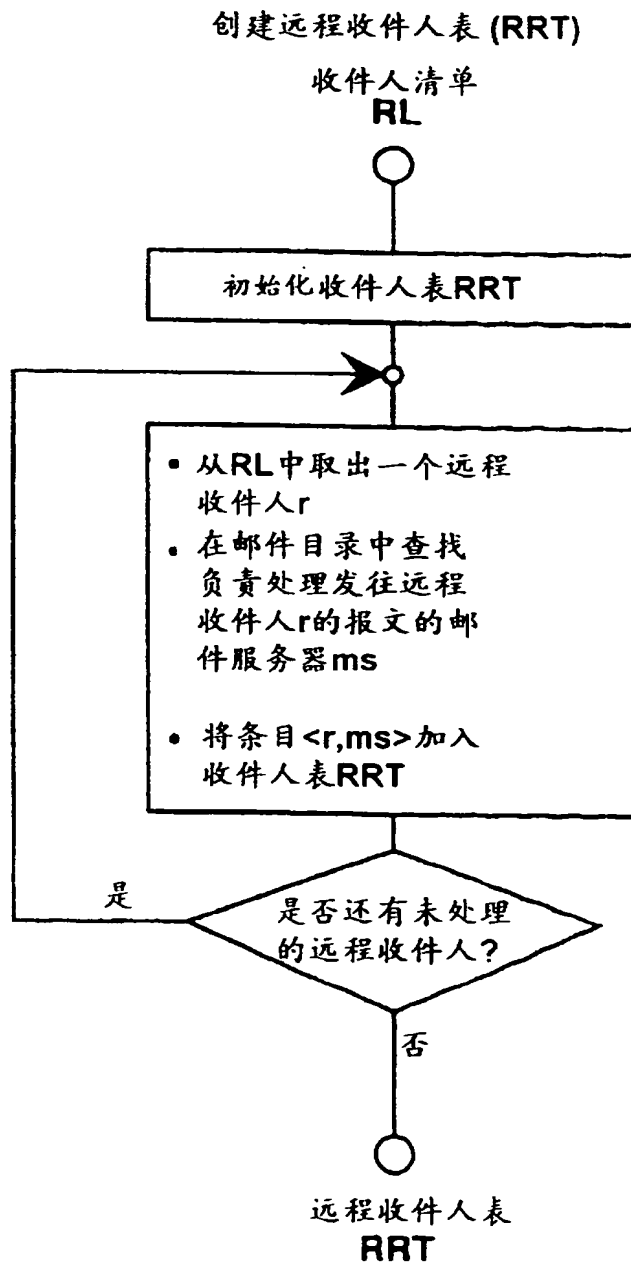 创建远程收件人表 (RRT)
收件人清单
RL
初始化收件人表RRT
• 从RL中取出一个远程
收件人r
• 在邮件目录中查找
负责处理发往远程
收件人r的报文的邮
件服务器ms
• 将条目<r,ms>加入
收件人表RRT
是
是否还有未处理
的远程收件人?
否
远程收件人表
RRT